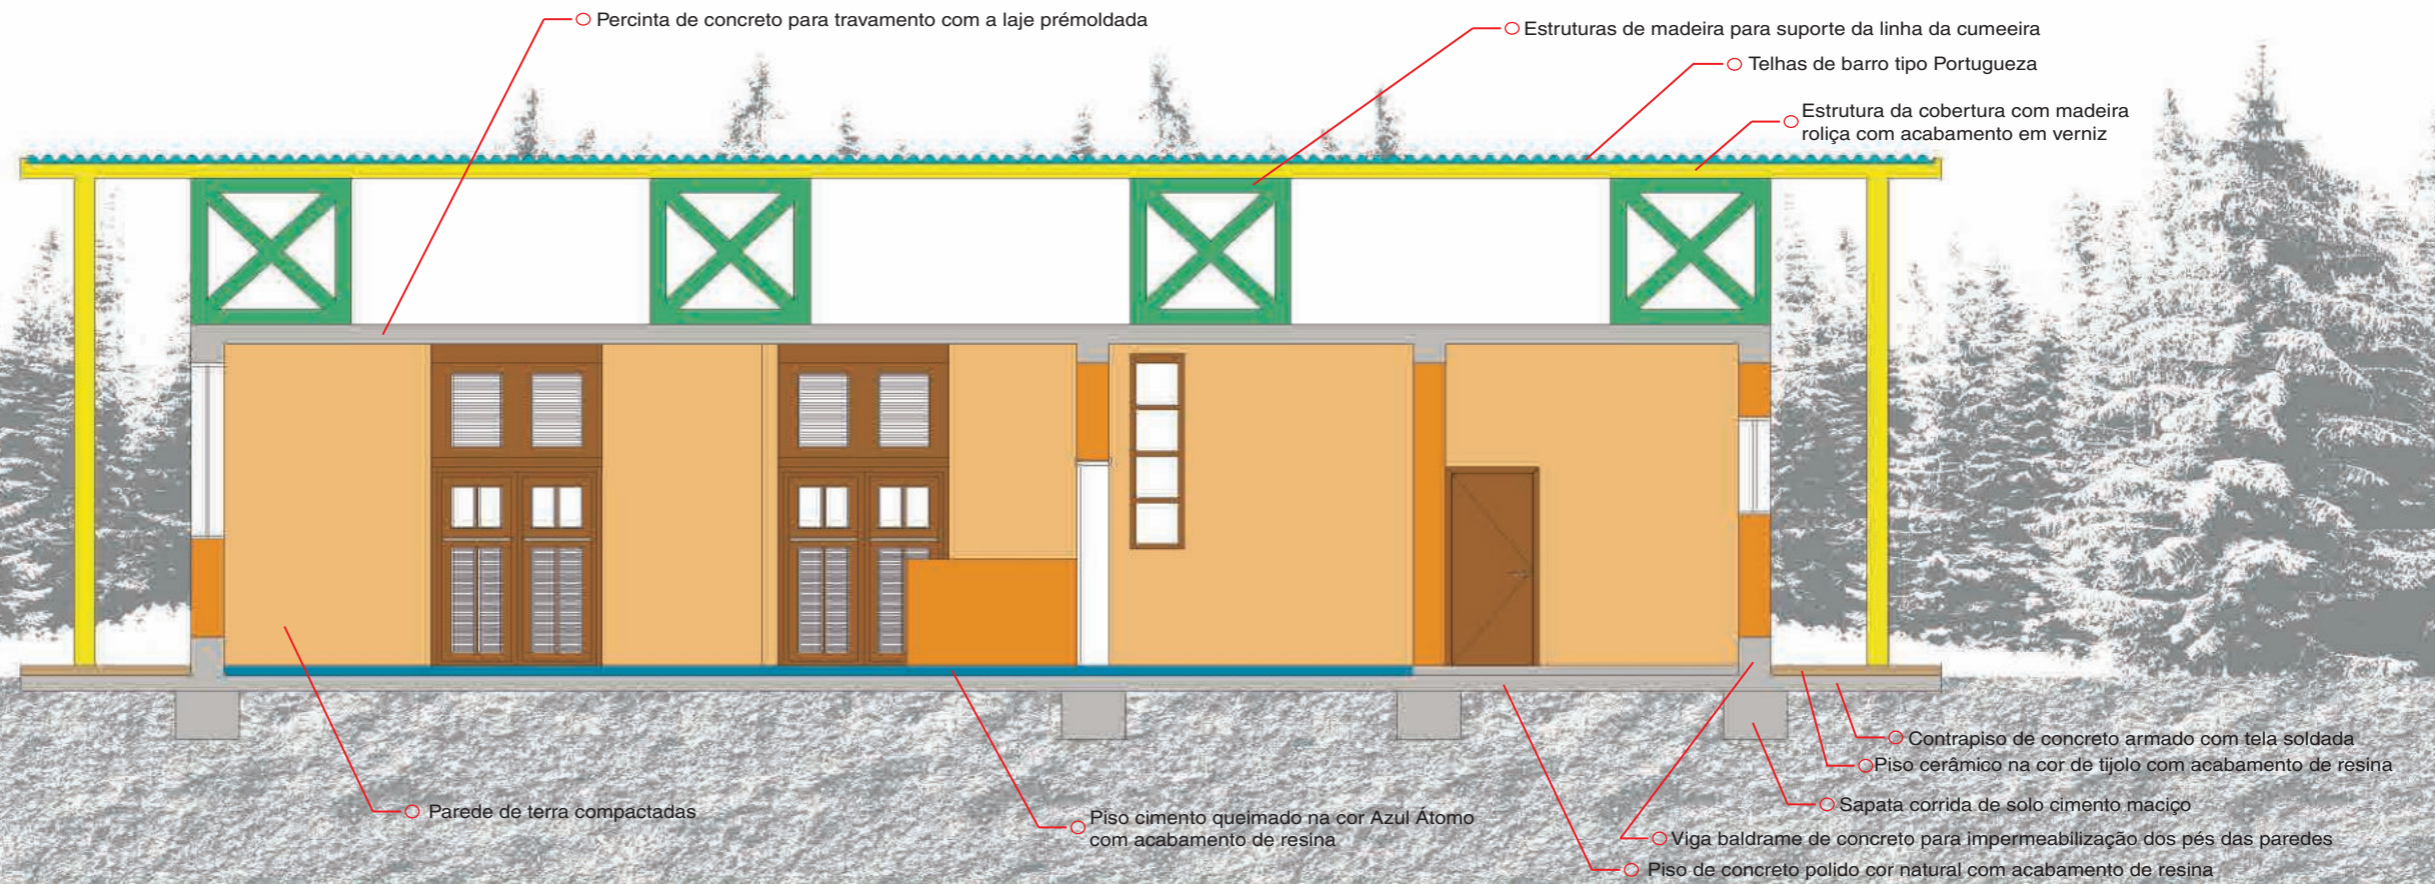 Percinta de concreto para travamento com a laje prémoldada
Estruturas de madeira para suporte da linha da cumeeira
Telhas de barro tipo Portugueza
Estrutura da cobertura com madeira
roliça com acabamento em verniz
Contrapiso de concreto armado com tela soldada
Piso cerâmico na cor de tijolo com acabamento de resina
Sapata corrida de solo cimento maciço
Parede de terra compactadas
Piso cimento queimado na cor Azul Átomo
com acabamento de resina
Viga baldrame de concreto para impermeabilização dos pés das paredes
Piso de concreto polido cor natural com acabamento de resina